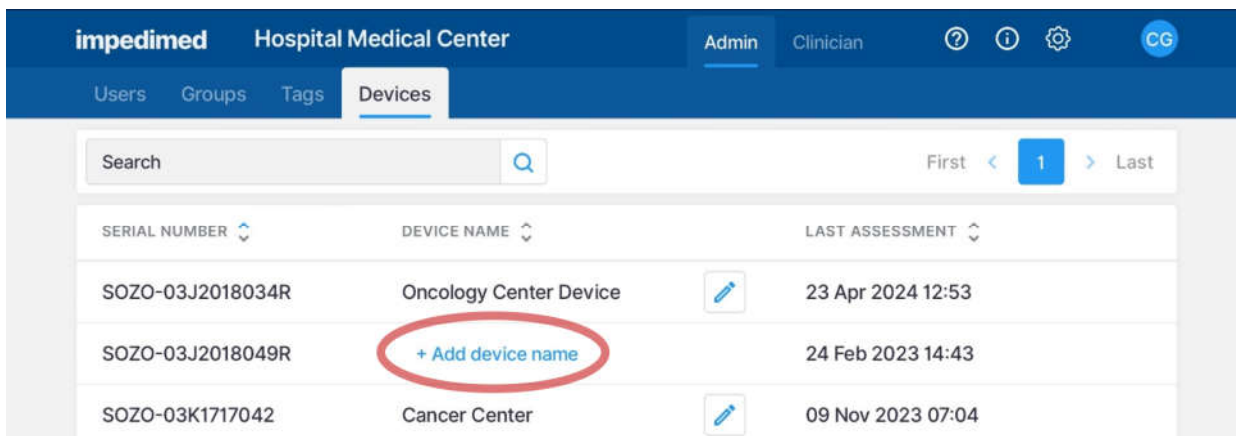 impedimed Hospital Medical Center Admin Clinician CG
Users Groups Tags Devices
Search First < 1 > Last
SERIAL NUMBER DEVICE NAME LAST ASSESSMENT
SOZO-03J2018034R Oncology Center Device 23 Apr 2024 12:53
SOZO-03J2018049R + Add device name 24 Feb 2023 14:43
SOZO-03K1717042 Cancer Center 09 Nov 2023 07:04